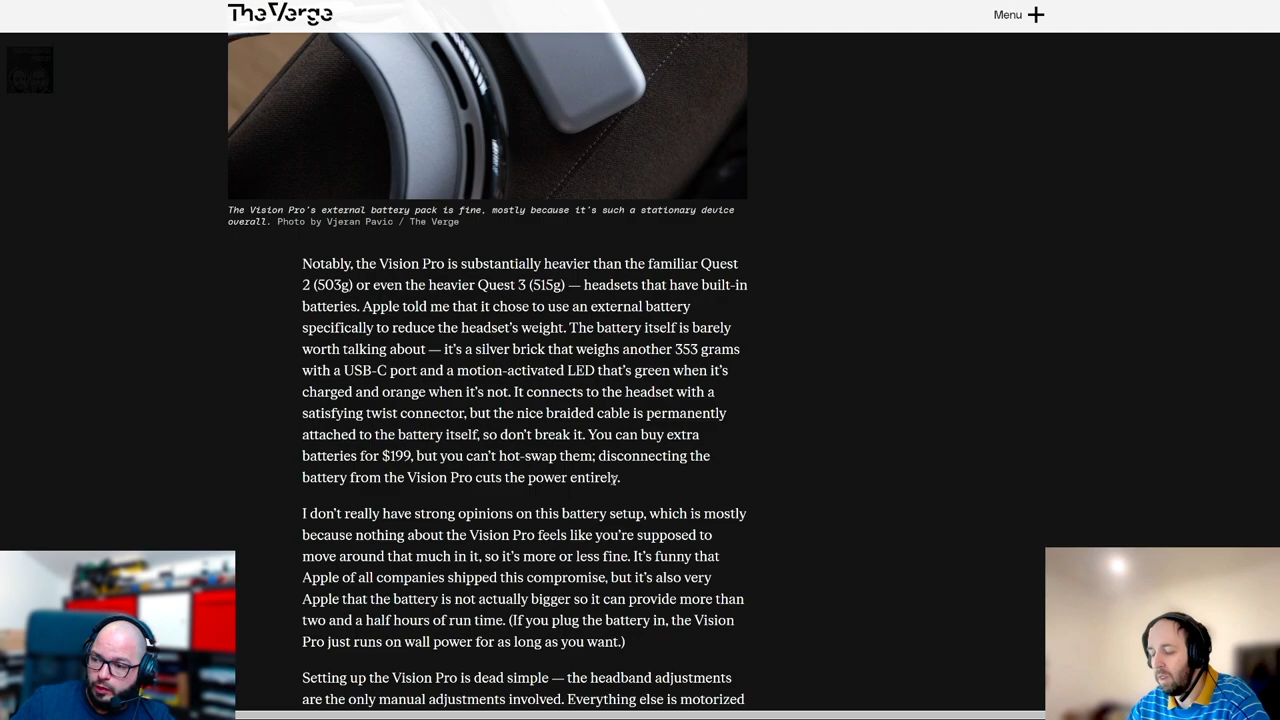 The Verge
Menu
The Vision Pro's external battery pack is fine, mostly because it's such a stationary device
overall. Photo by Vjeran Pavic / The Verge
Notably, the Vision Pro is substantially heavier than the familiar Quest
2 (503g) or even the heavier Quest 3 (515g) — headsets that have built-in
batteries. Apple told me that it chose to use an external battery
specifically to reduce the headset's weight. The battery itself is barely
worth talking about — it's a silver brick that weighs another 353 grams
with a USB-C port and a motion-activated LED that's green when it's
charged and orange when it's not. It connects to the headset with a
satisfying twist connector, but the nice braided cable is permanently
attached to the battery itself, so don't break it. You can buy extra
batteries for $199, but you can't hot-swap them; disconnecting the
battery from the Vision Pro cuts the power entirely.
I don't really have strong opinions on this battery setup, which is mostly
because nothing about the Vision Pro feels like you're supposed to
move around that much in it, so it's more or less fine. It's funny that
Apple of all companies shipped this compromise, but it's also very
Apple that the battery is not actually bigger so it can provide more than
two and a half hours of run time. (If you plug the battery in, the Vision
Pro just runs on wall power for as long as you want.)
Setting up the Vision Pro is dead simple — the headband adjustments
are the only manual adjustments involved. Everything else is motorized